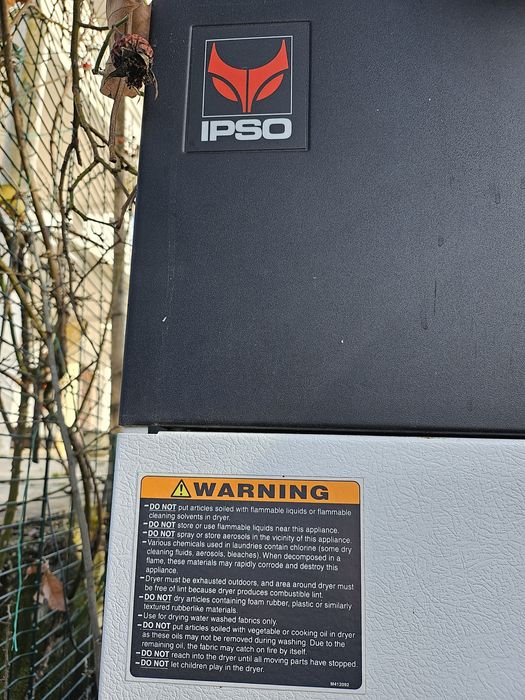 IPSO
WARNING
-DO NOT put articles soiled with flammable liquids or flammable
cleaning solvents in dryer.
-DO NOT store or use flammable liquids near this appliance.
-DO NOT spray or store aerosols in the vicinity of this appliance.
-Various chemicals used in laundries contain chlorine (some dry
cleaning fluids, aerosols, bleaches). When decomposed in a
flame, these materials may rapidly corrode and destroy this
appliance.
-Dryer must be exhausted outdoors, and area around dryer must
be free of lint because dryer produces combustible lint.
-DO NOT dry articles containing foam rubber, plastic or similarly
textured rubberlike materials.
-Use for drying water washed fabrics only.
-DO NOT put articles soiled with vegetable or cooking oil in dryer
as these oils may not be removed during washing. Due to the
remaining oil, the fabric may catch on fire by itself.
-DO NOT reach into the dryer until all moving parts have stopped.
-DO NOT let children play in the dryer.
M413092